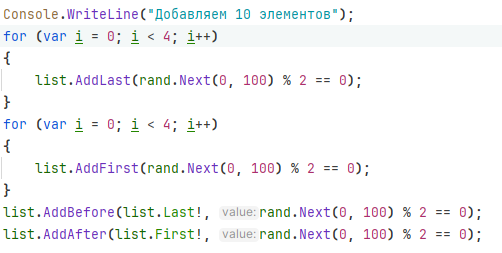 Console.WriteLine("Добавляем 10 элементов");
for (var i = 0; i < 4; i++)
{
    list.AddLast(rand.Next(0, 100) % 2 == 0);
}
for (var i = 0; i < 4; i++)
{
    list.AddFirst(rand.Next(0, 100) % 2 == 0);
}
list.AddBefore(list.Last!, value: rand.Next(0, 100) % 2 == 0);
list.AddAfter(list.First!, value: rand.Next(0, 100) % 2 == 0);